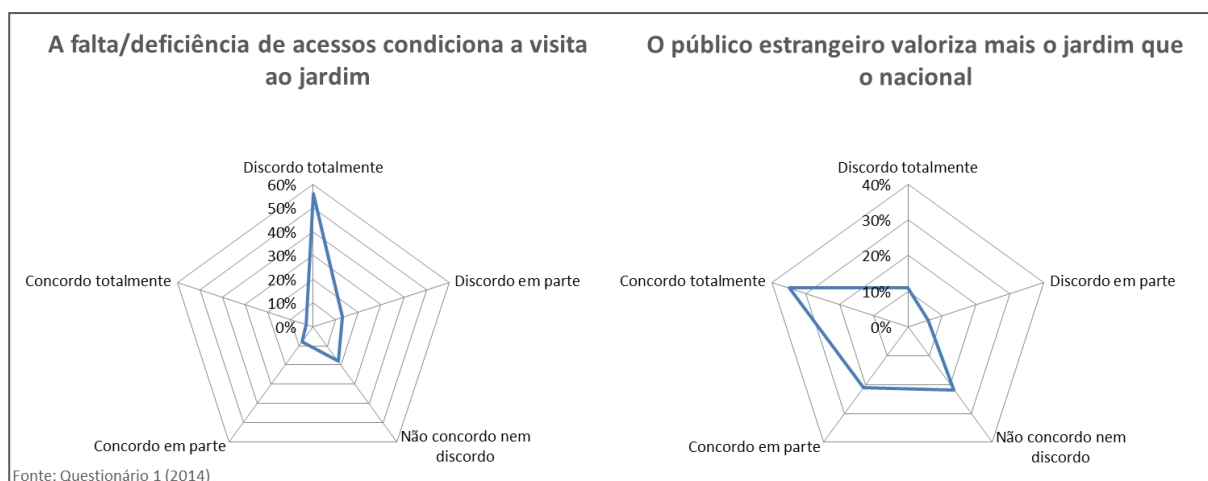 A falta/deficiência de acessos condiciona a visita
ao jardim
Discordo totalmente
60%
50%
40%
30%
20%
10%
0%
Concordo totalmente
Discordo em parte
Concordo em parte
Não concordo nem
discordo
Fonte: Questionário 1 (2014)
O público estrangeiro valoriza mais o jardim que
o nacional
Discordo totalmente
40%
30%
20%
10%
0%
Concordo totalmente
Discordo em parte
Concordo em parte
Não concordo nem
discordo